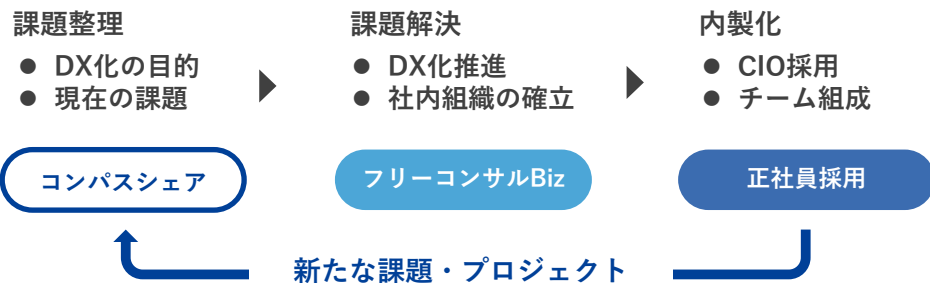 課題整理
● DX化の目的
● 現在の課題
課題解決
● DX化推進
● 社内組織の確立
内製化
● CIO採用
● チーム組成
コンパスシェア
フリーコンサルBiz
正社員採用
新たな課題・プロジェクト